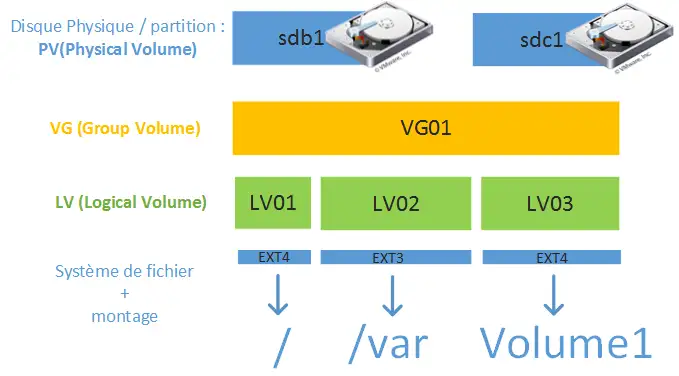 Disque Physique / partition :
PV(Physical Volume)
sdb1
©VMware, Inc.
sdc1
©VMware, Inc.
VG (Group Volume)
VG01
LV (Logical Volume)
LV01
LV02
LV03
EXT4
EXT3
EXT4
Système de fichier
+
montage
/
/var
Volume1